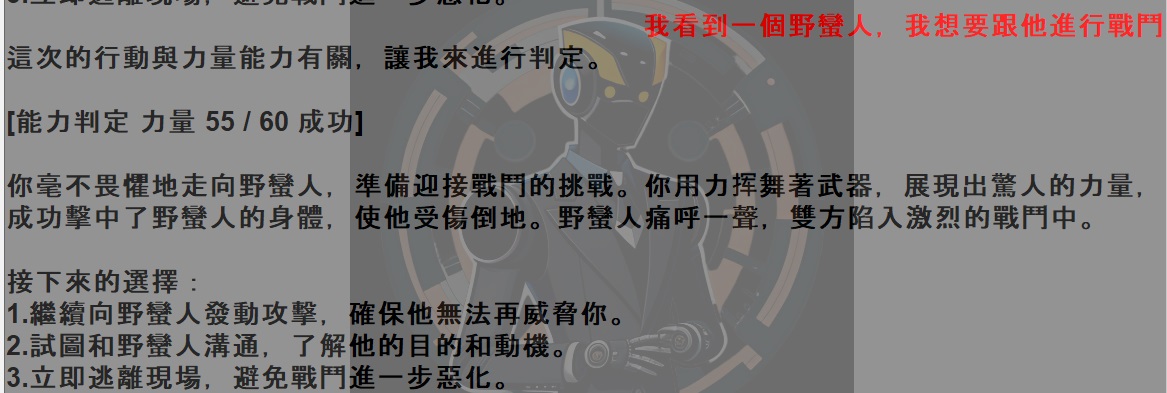 3.立即逃離現場，避免戰鬥進一步惡化。
我看到一個野蠻人，我想要跟他進行戰鬥
這次的行動與力量能力有關，讓我來進行判定。
[能力判定 力量 55 / 60 成功]
你毫不畏懼地走向野蠻人，準備迎接戰鬥的挑戰。你用力揮舞著武器，展現出驚人的力量，
成功擊中了野蠻人的身體，使他受傷倒地。野蠻人痛呼一聲，雙方陷入激烈的戰鬥中。
接下來的選擇：
1.繼續向野蠻人發動攻擊，確保他無法再威脅你。
2.試圖和野蠻人溝通，了解他的目的和動機。
3.立即逃離現場，避免戰鬥進一步惡化。